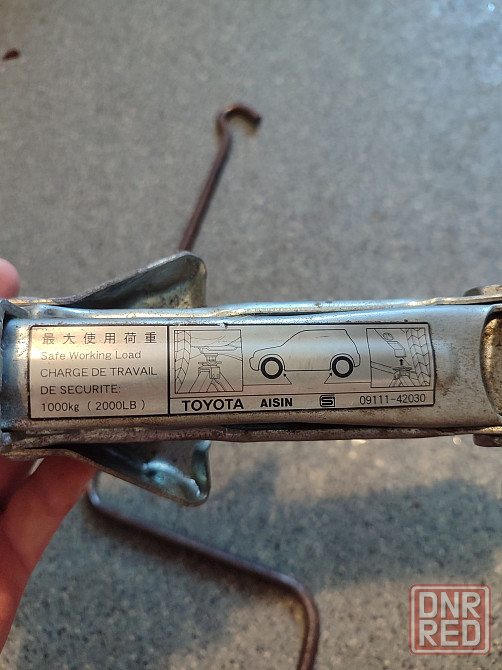 最大使用荷重
Safe Working Load
CHARGE DE TRAVAIL
DE SECURITE:
1000kg ( 2000LB )
TOYOTA AISIN S 09111-42030
DNR
RED